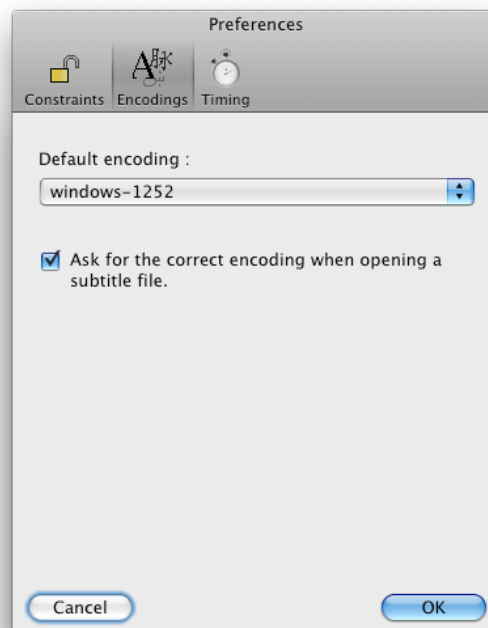 Preferences
Constraints Encodings Timing
Default encoding :
windows-1252
Ask for the correct encoding when opening a
subtitle file.
Cancel OK